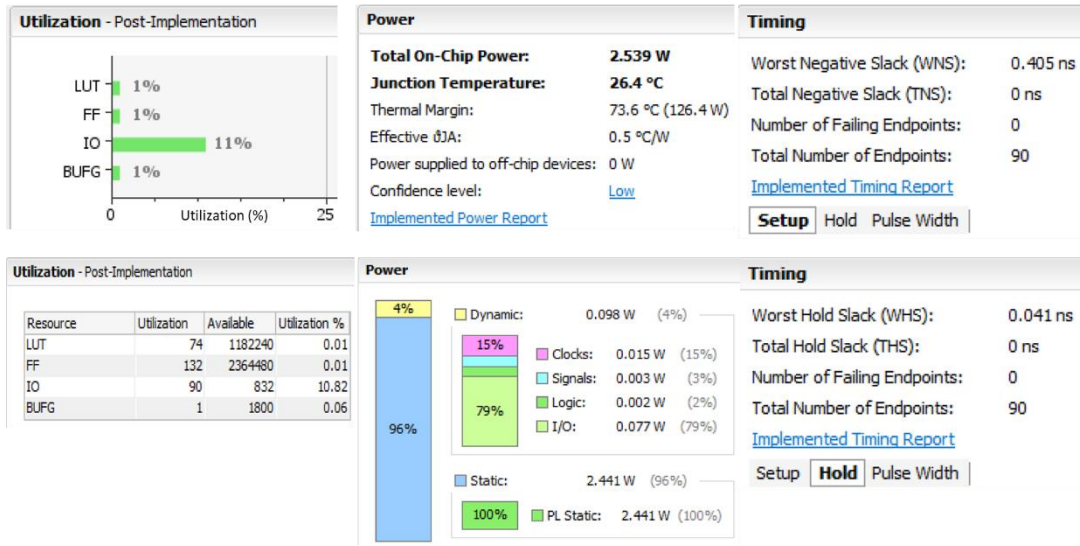 Utilization - Post-Implementation
LUT 1%
FF 1%
IO 11%
BUFG 1%
0 25
Utilization (%)
Power
Total On-Chip Power: 2.539 W
Junction Temperature: 26.4 °C
Thermal Margin: 73.6 °C (126.4 W)
Effective ϑJA: 0.5 °C/W
Power supplied to off-chip devices: 0 W
Confidence level: Low
Implemented Power Report
Timing
Worst Negative Slack (WNS): 0.405 ns
Total Negative Slack (TNS): 0 ns
Number of Failing Endpoints: 0
Total Number of Endpoints: 90
Implemented Timing Report
Setup Hold Pulse Width
Utilization - Post-Implementation
Resource Utilization Available Utilization %
LUT 74 1182240 0.01
FF 132 2364480 0.01
IO 90 832 10.82
BUFG 1 1800 0.06
Power
4%
96%
Dynamic: 0.098 W (4%)
15%
79%
Clocks: 0.015 W (15%)
Signals: 0.003 W (3%)
Logic: 0.002 W (2%)
I/O: 0.077 W (79%)
Static: 2.441 W (96%)
100% PL Static: 2.441 W (100%)
Timing
Worst Hold Slack (WHS): 0.041 ns
Total Hold Slack (THS): 0 ns
Number of Failing Endpoints: 0
Total Number of Endpoints: 90
Implemented Timing Report
Setup Hold Pulse Width